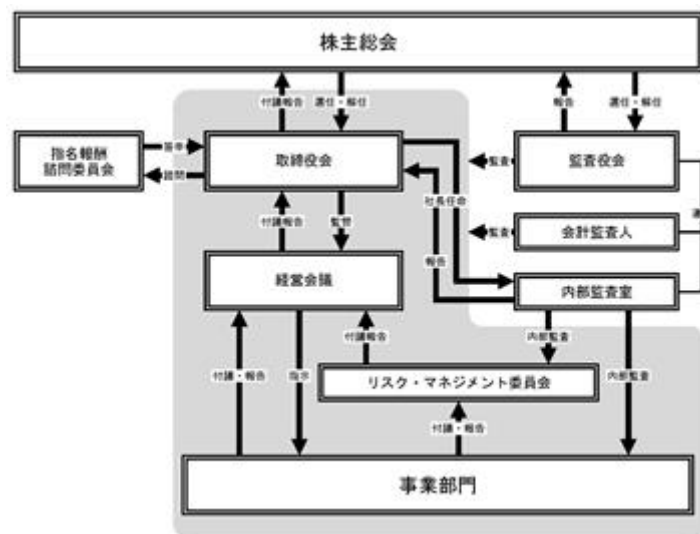 株主総会
付議報告
選任・解任
報告
選任・解任
指名報酬
諮問委員会
答申
諮問
取締役会
監査
監査役会
社長任命
付議報告
監督
監査
会計監査人
報告
経営会議
内部監査室
付議報告
内部監査
付議・報告
指示
リスク・マネジメント委員会
内部監査
付議・報告
事業部門